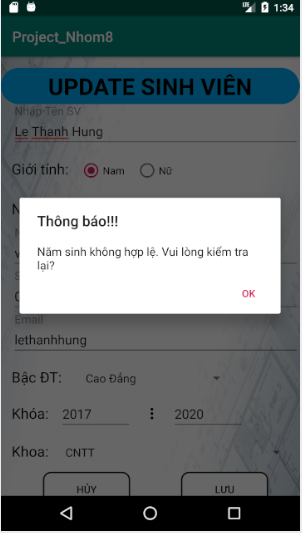 1:34
Project_Nhom8
UPDATE SINH VIÊN
Nhập Tên SV
Le Thanh Hung
Giới tính: Nam Nữ
Thông báo!!!
Năm sinh không hợp lệ. Vui lòng kiểm tra
lại?
OK
Email
lethanhhung
Bậc ĐT: Cao Đẳng
Khóa: 2017 : 2020
Khoa: CNTT
HỦY LƯU